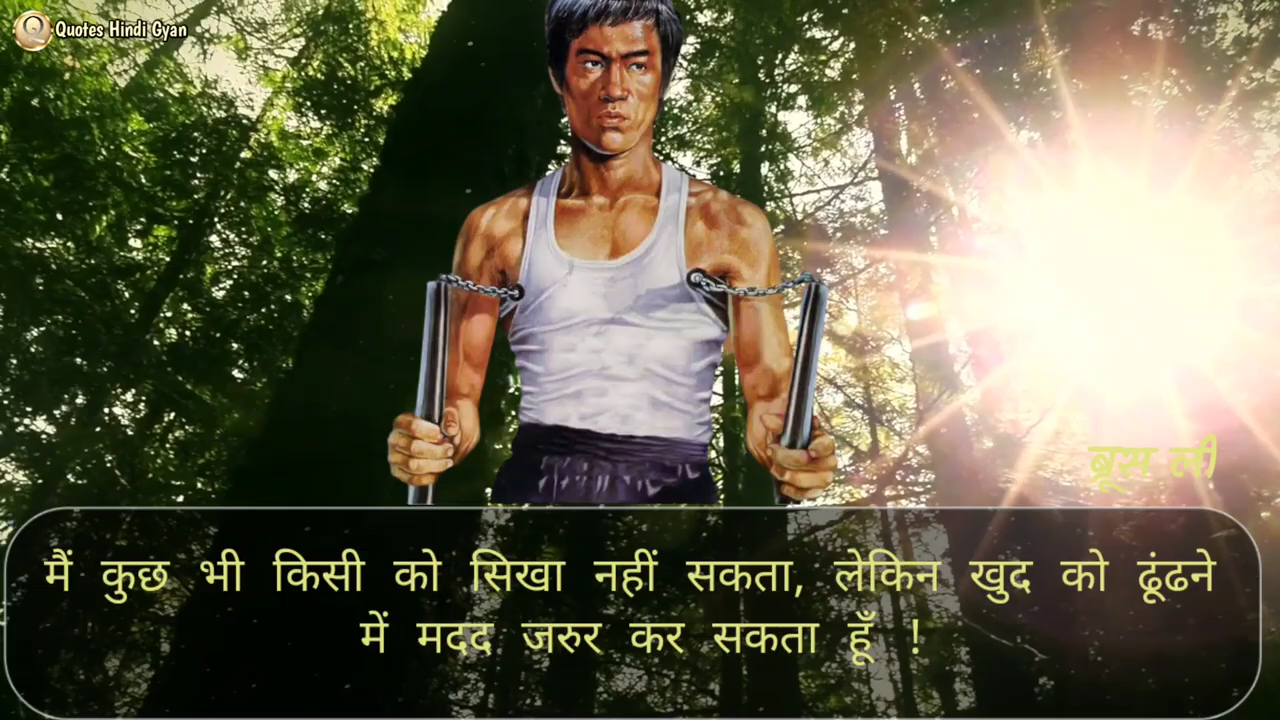 Quotes Hindi Gyan
ब्रूस ली
मैं कुछ भी किसी को सिखा नहीं सकता, लेकिन खुद को ढूंढने
में मदद जरुर कर सकता हूँ !